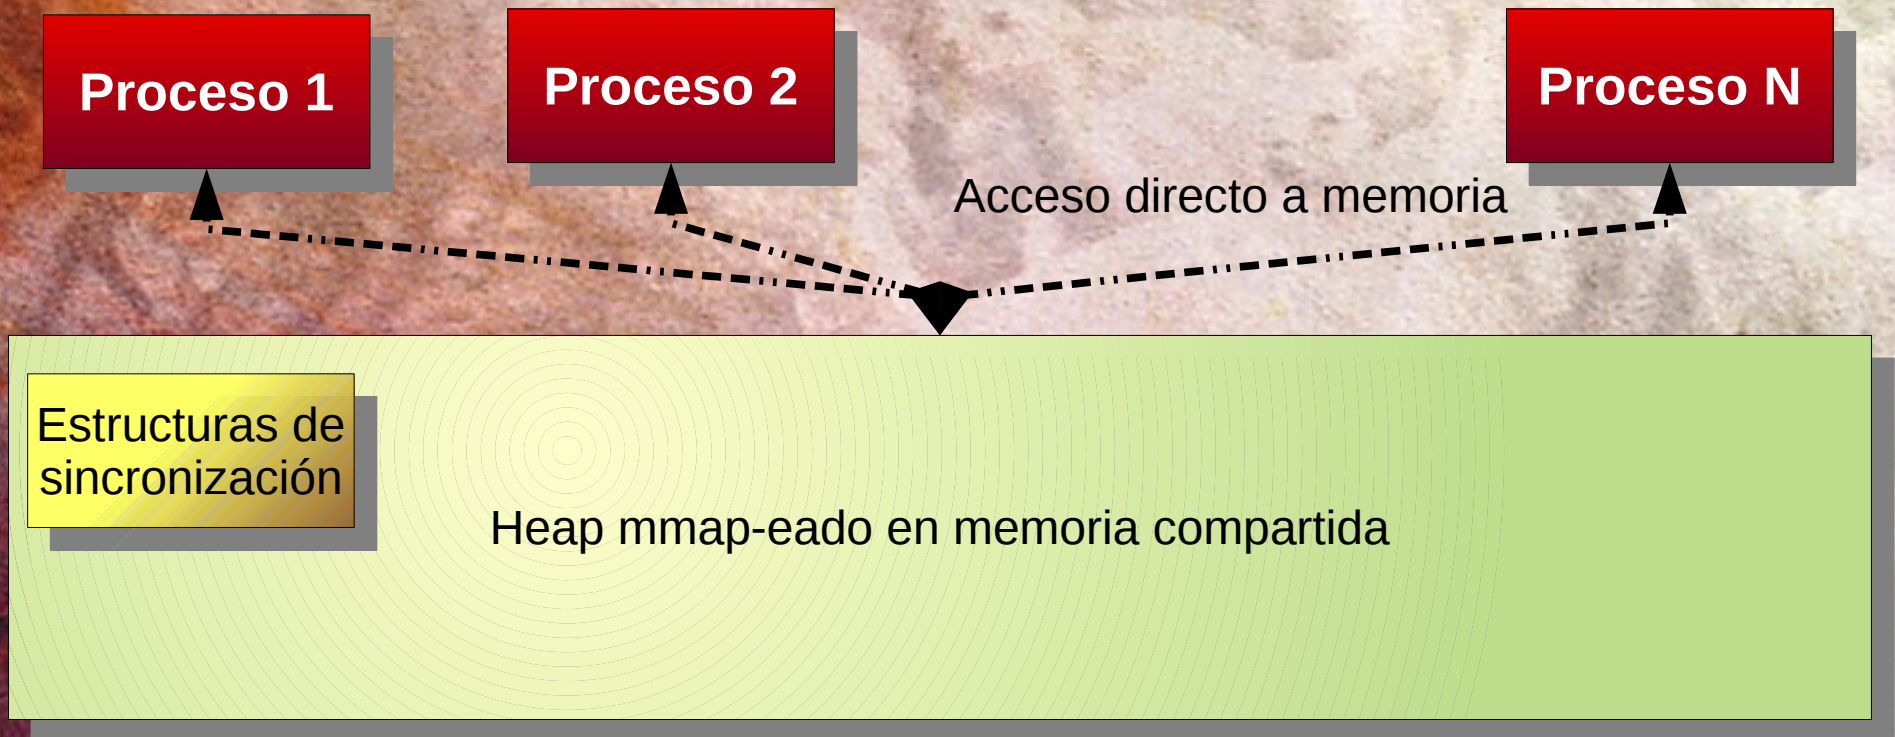 Proceso 1
Proceso 2
Proceso N
Acceso directo a memoria
Estructuras de
sincronización
Heap mmap-eado en memoria compartida